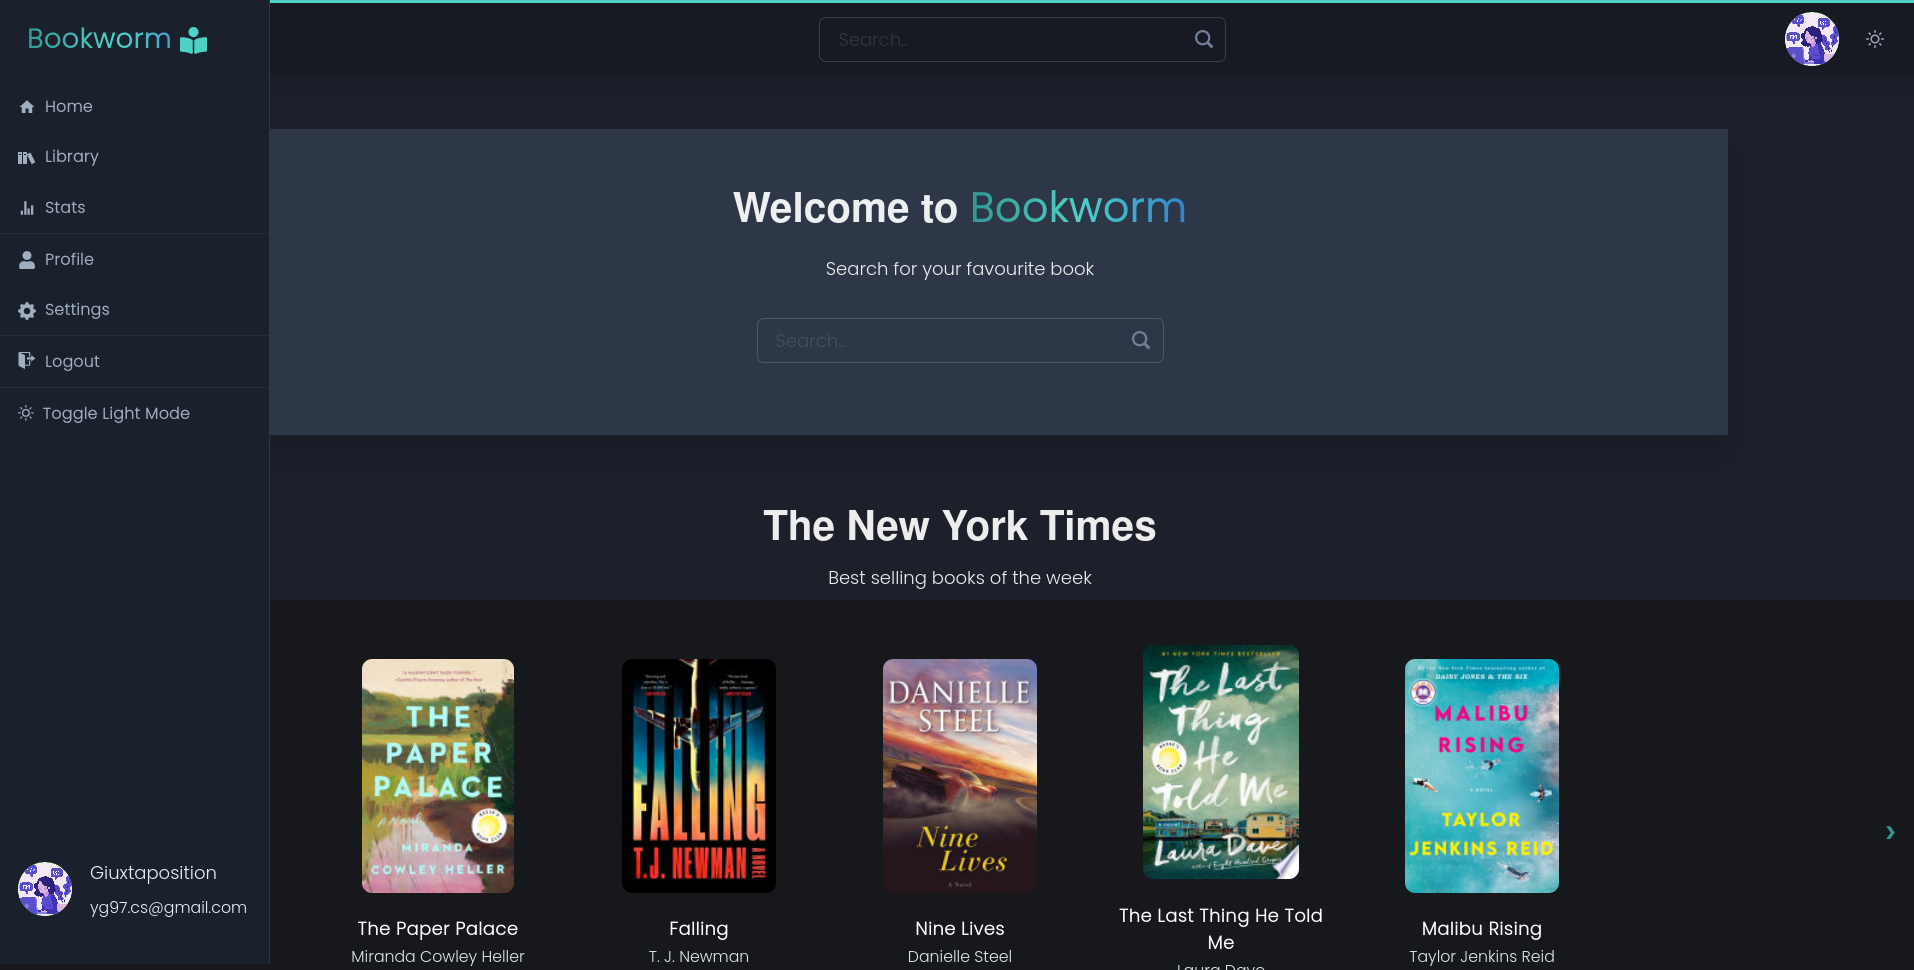 Bookworm
Search..
Home
Library
Stats
Profile
Settings
Logout
Toggle Light Mode
Giuxtaposition
yg97.cs@gmail.com
Welcome to Bookworm
Search for your favourite book
Search..
The New York Times
Best selling books of the week
THE
PAPER
PALACE
A Novel
MIRANDA
COWLEY HELLER
The Paper Palace
Miranda Cowley Heller
FALLING
A NOVEL
T.J. NEWMAN
Falling
T. J. Newman
DANIELLE
STEEL
Nine
Lives
A Novel
Nine Lives
Danielle Steel
#1 NEW YORK TIMES BESTSELLER
The Last
Thing
He
Told Me
a novel
Laura Dave
The Last Thing He Told
Me
Laura Dave
DAISY JONES & THE SIX
MALIBU
RISING
A NOVEL
TAYLOR
JENKINS REID
Malibu Rising
Taylor Jenkins Reid